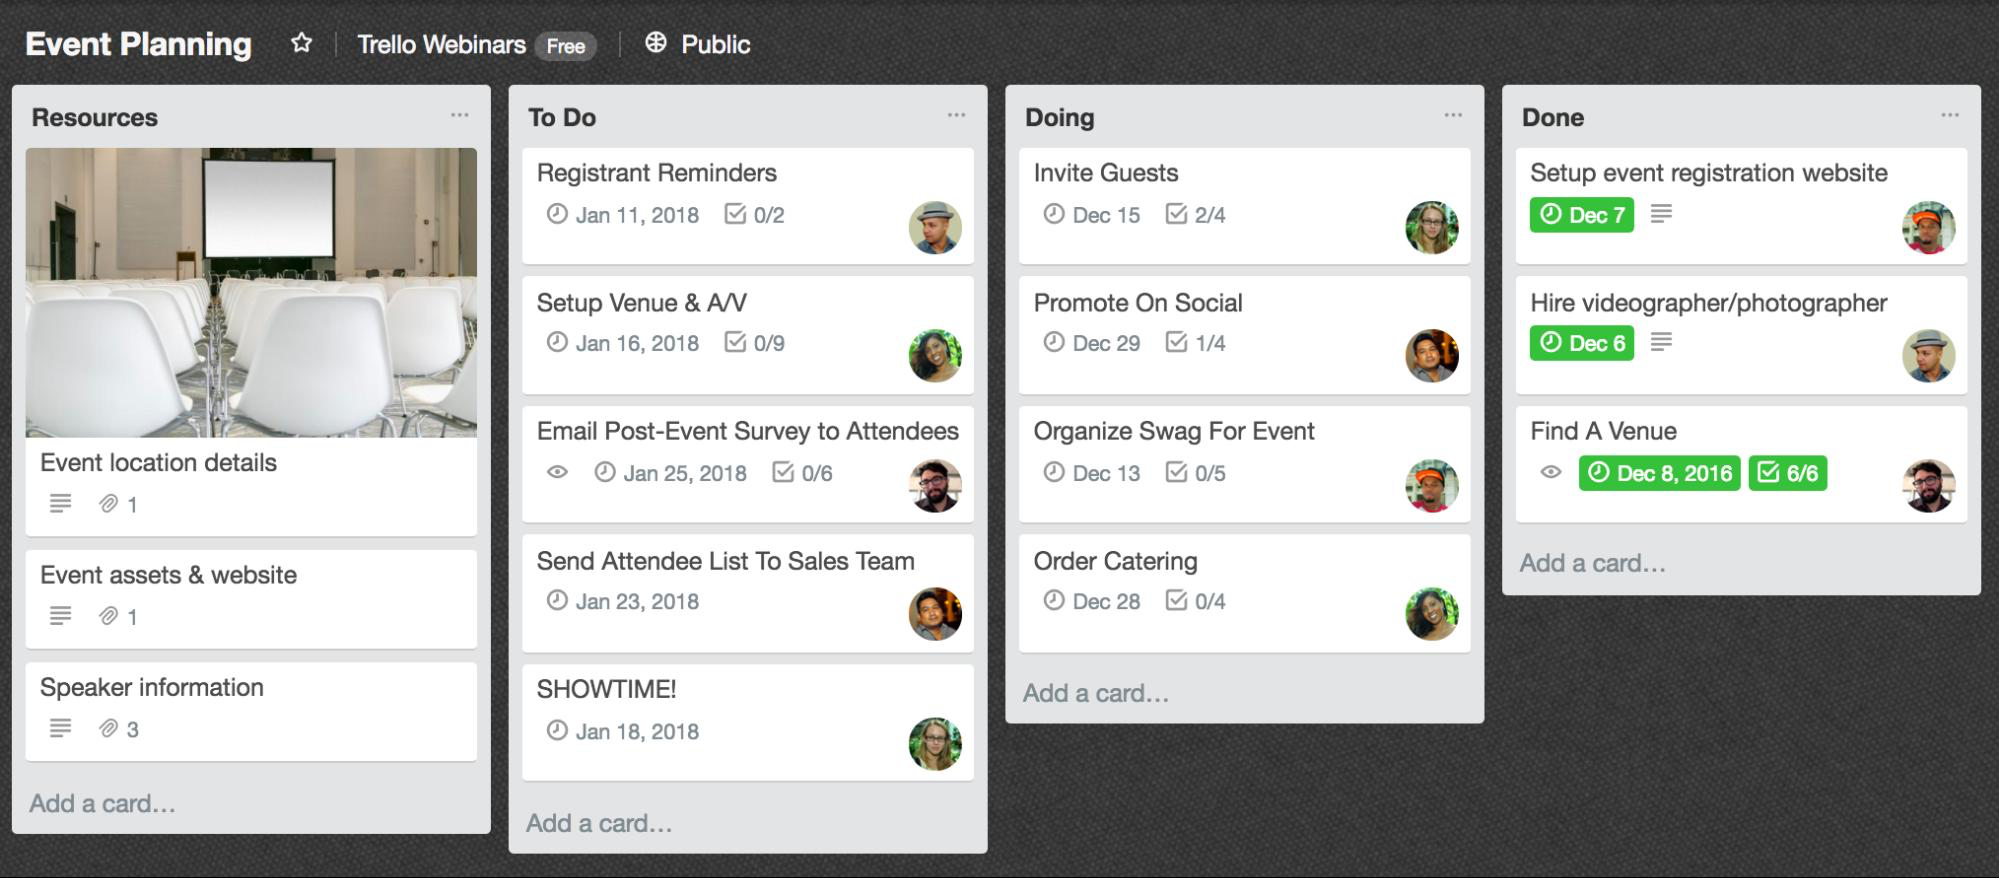 Event Planning Trello Webinars Free Public
Resources
Event location details
1
Event assets & website
1
Speaker information
3
Add a card…
To Do
Registrant Reminders
Jan 11, 2018 0/2
Setup Venue & A/V
Jan 16, 2018 0/9
Email Post-Event Survey to Attendees
Jan 25, 2018 0/6
Send Attendee List To Sales Team
Jan 23, 2018
SHOWTIME!
Jan 18, 2018
Add a card…
Doing
Invite Guests
Dec 15 2/4
Promote On Social
Dec 29 1/4
Organize Swag For Event
Dec 13 0/5
Order Catering
Dec 28 0/4
Add a card…
Done
Setup event registration website
Dec 7
Hire videographer/photographer
Dec 6
Find A Venue
Dec 8, 2016 6/6
Add a card…